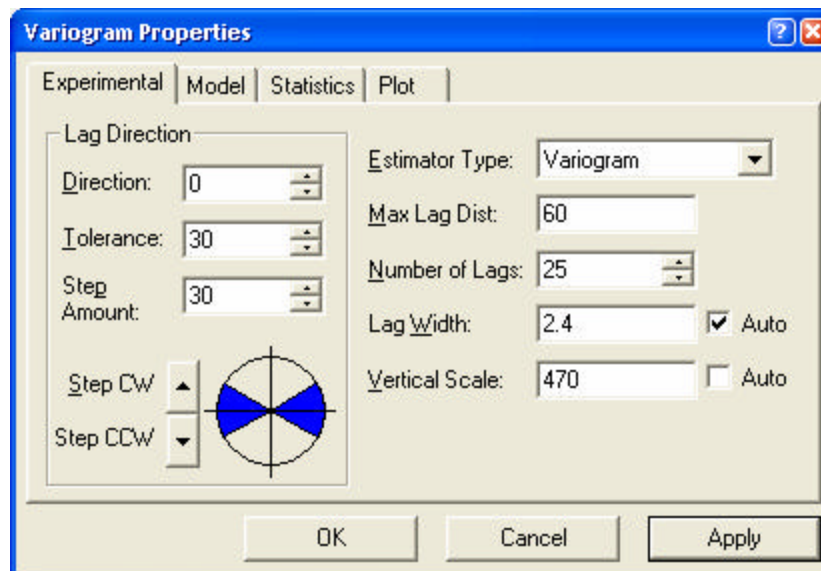 Variogram Properties
Experimental Model Statistics Plot
Lag Direction
Direction: 0
Tolerance: 30
Step Amount: 30
Step CW
Step CCW
Estimator Type: Variogram
Max Lag Dist: 60
Number of Lags: 25
Lag Width: 2.4 Auto
Vertical Scale: 470 Auto
OK Cancel Apply